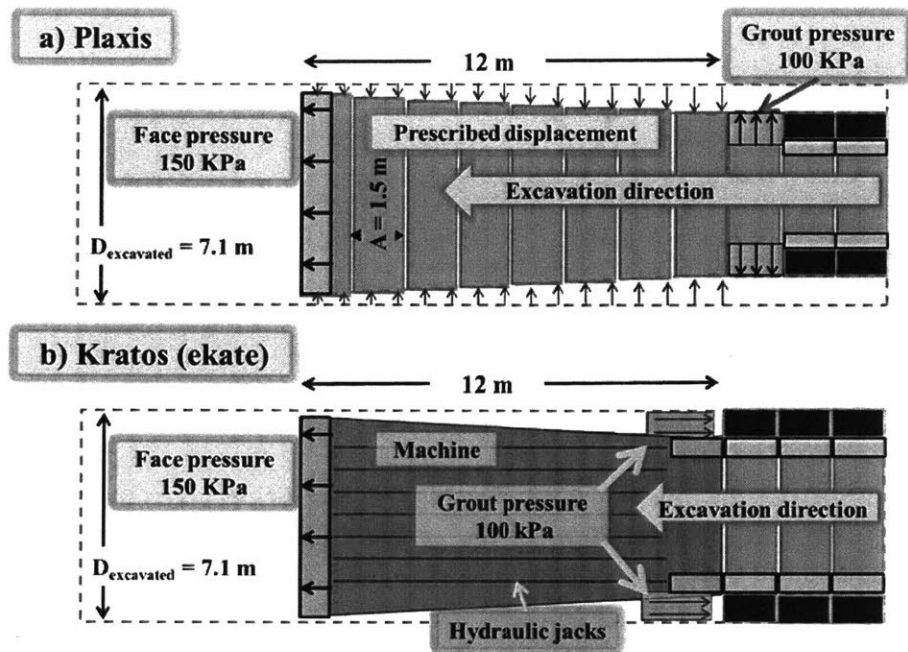 a) Plaxis
Grout pressure
100 KPa
12 m
Face pressure
150 KPa
Prescribed displacement
Excavation direction
A = 1.5 m
Dexcavated = 7.1 m
b) Kratos (ekate)
12 m
Face pressure
150 KPa
Machine
Grout pressure
100 kPa
Excavation direction
Dexcavated = 7.1 m
Hydraulic jacks